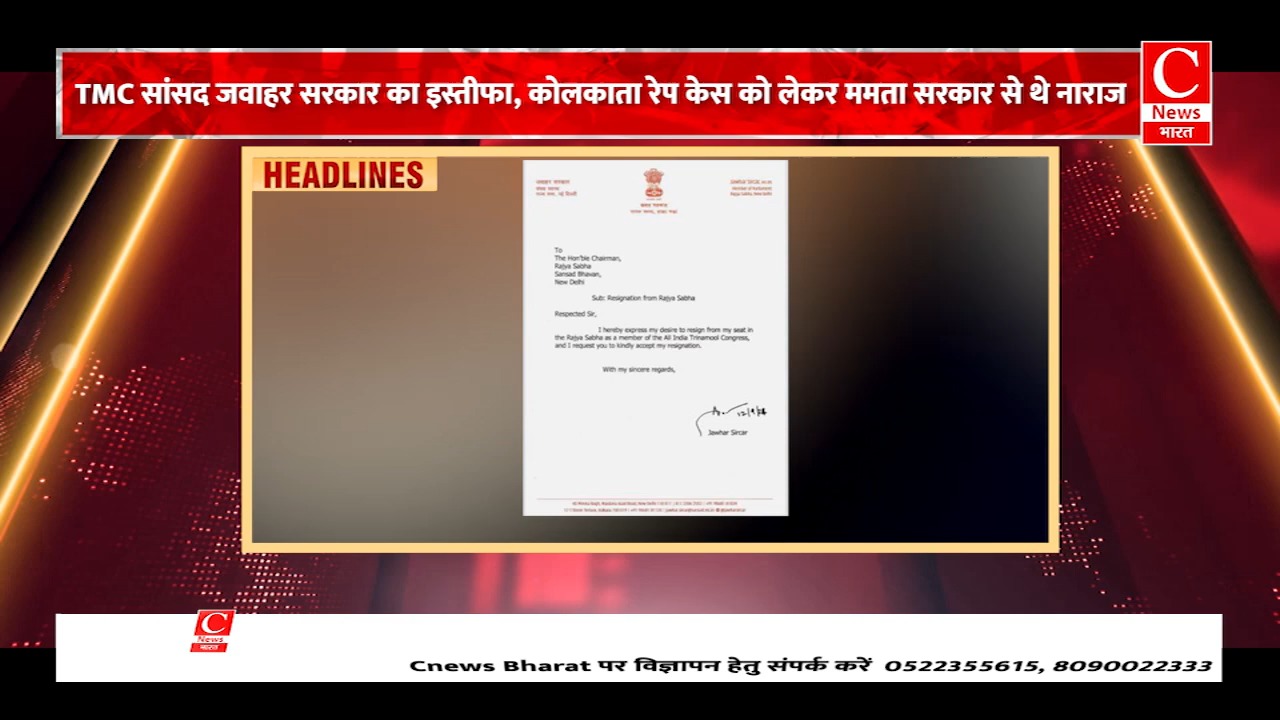 TMC सांसद जवाहर सरकार का इस्तीफा, कोलकाता रेप केस को लेकर ममता सरकार से थे नाराज
C
News
भारत
HEADLINES
To
The Hon'ble Chairman,
Rajya Sabha
Sansad Bhavan,
New Delhi
Sub: Resignation from Rajya Sabha
Respected Sir,
I hereby express my desire to resign from my seat in
the Rajya Sabha as a member of the All India Trinamool Congress,
and I request you to kindly accept my resignation.
With my sincere regards,
Jawhar Sircar
C
News
भारत
Cnews Bharat पर विज्ञापन हेतु संपर्क करें 0522355615, 8090022333